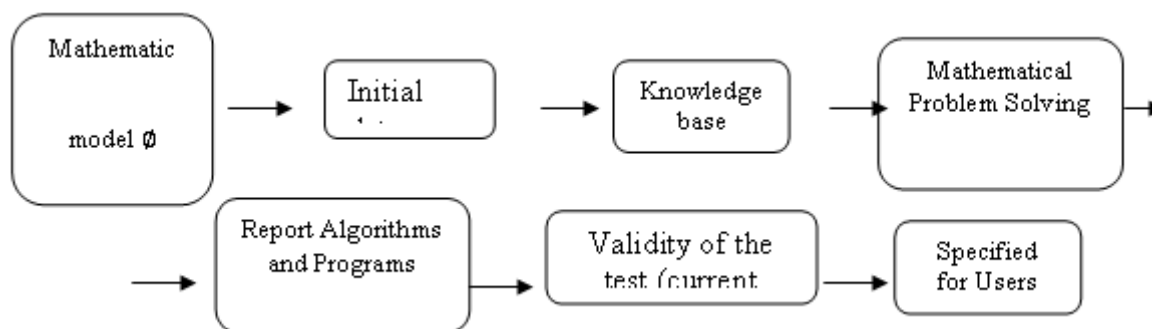 Mathematic
model ∅
Initial
Knowledge
base
Mathematical
Problem Solving
Report Algorithms
and Programs
Validity of the
test (current
Specified
for Users